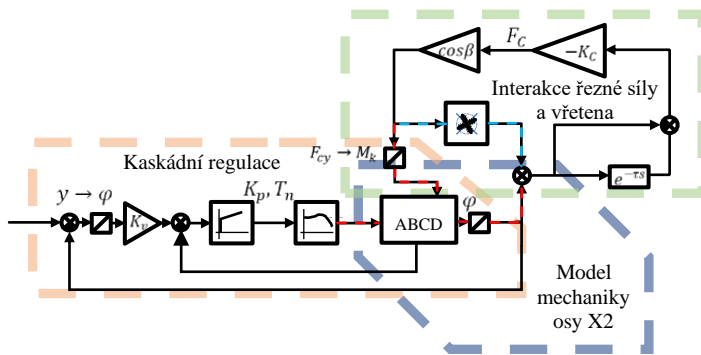 cosβ
F_C
−K_C
Interakce řezné síly
a vřetena
F_cy → M_k
e^−τs
Kaskádní regulace
y → φ
K_p, T_n
K_p
ABCD
φ
Model
mechaniky
osy X2